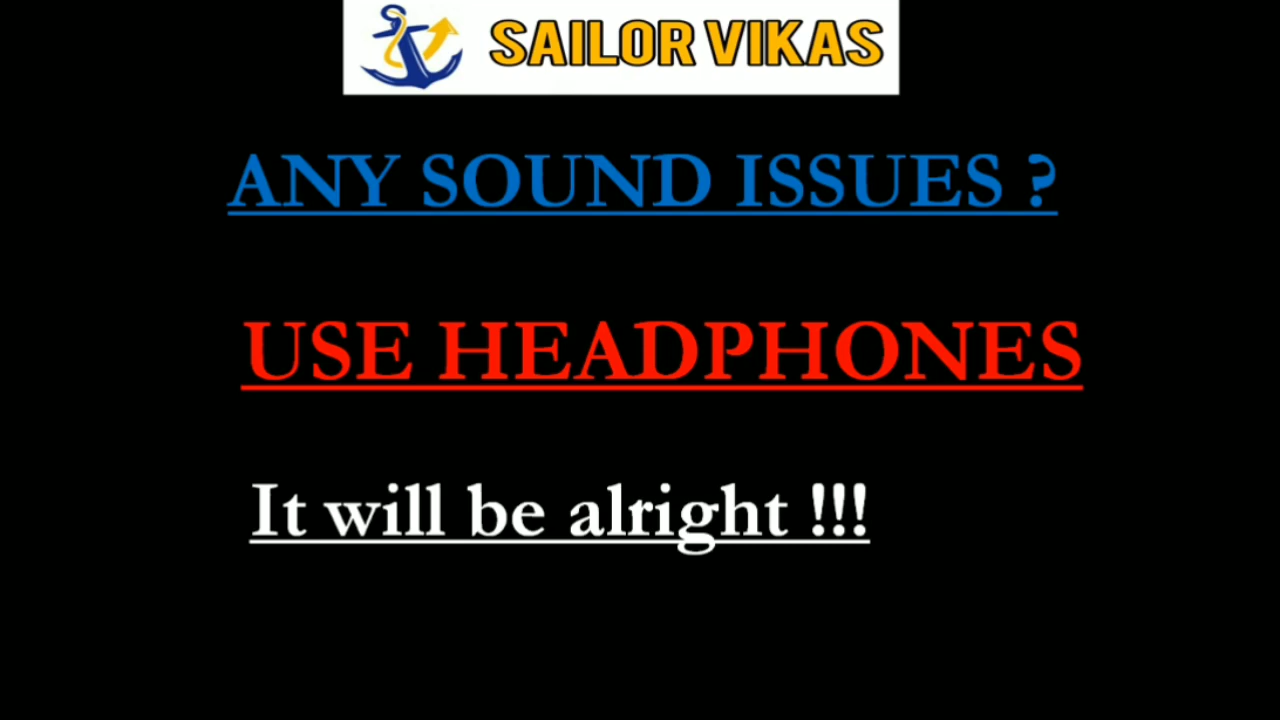 SAILOR VIKAS
ANY SOUND ISSUES ?
USE HEADPHONES
It will be alright !!!